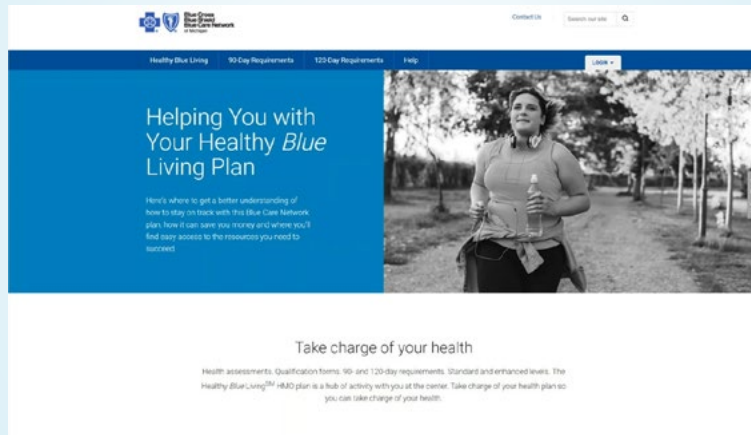 Blue Cross
Blue Shield
Blue Care Network
of Michigan
Contact Us
Search our site
Healthy Blue Living
90-Day Requirements
120-Day Requirements
Help
LOGIN
Helping You with
Your Healthy Blue
Living Plan
Here's where to get a better understanding of
how to stay on track with this Blue Care Network
plan, how it can save you money and where you'll
find easy access to the resources you need to
succeed.
Take charge of your health
Health assessments. Qualification forms. 90- and 120-day requirements. Standard and enhanced levels. The
Healthy Blue Living℠ HMO plan is a hub of activity with you at the center. Take charge of your health plan so
you can take charge of your health.